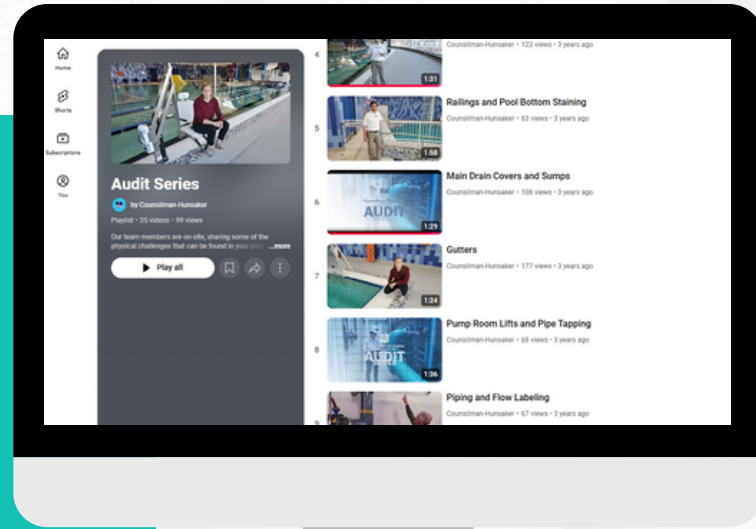 Home
Shorts
Subscriptions
You
Audit Series
by Counsilman-Hunsaker
Playlist • 25 videos • 99 views
Our team members are on-site, sharing some of the
physical challenges that can be found in your pool ...more
Play all
4
1:31
Counsilman-Hunsaker • 123 views • 3 years ago
5
1:58
Railings and Pool Bottom Staining
Counsilman-Hunsaker • 63 views • 3 years ago
6
AUDIT
1:29
Main Drain Covers and Sumps
Counsilman-Hunsaker • 108 views • 3 years ago
7
1:24
Gutters
Counsilman-Hunsaker • 177 views • 3 years ago
8
AUDIT
1:36
Pump Room Lifts and Pipe Tapping
Counsilman-Hunsaker • 68 views • 3 years ago
9
Piping and Flow Labeling
Counsilman-Hunsaker • 67 views • 3 years ago